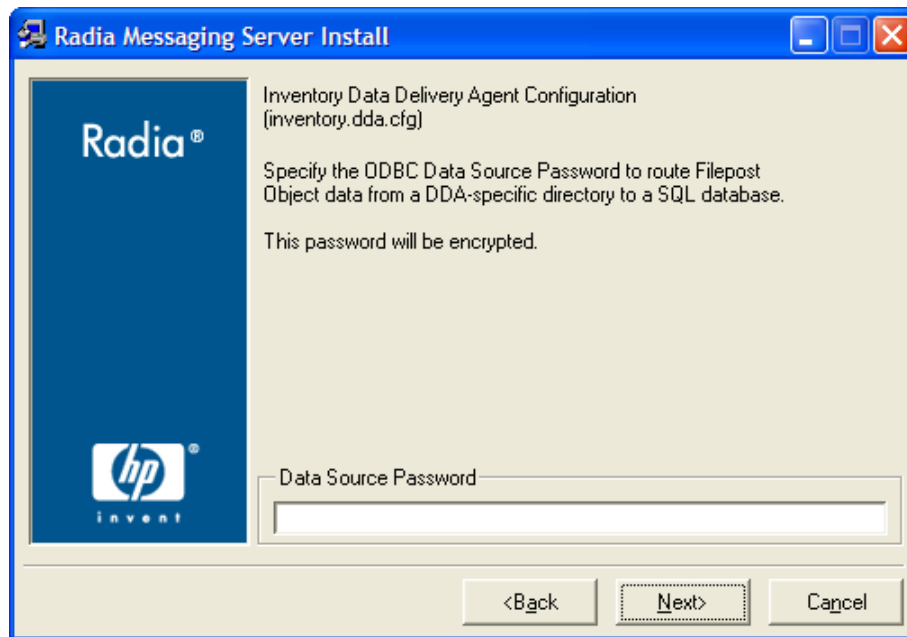 Radia Messaging Server Install
Radia®
Inventory Data Delivery Agent Configuration
(inventory.dda.cfg)
Specify the ODBC Data Source Password to route Filepost
Object data from a DDA-specific directory to a SQL database.
This password will be encrypted.
hp®
invent
Data Source Password
<Back
Next>
Cancel